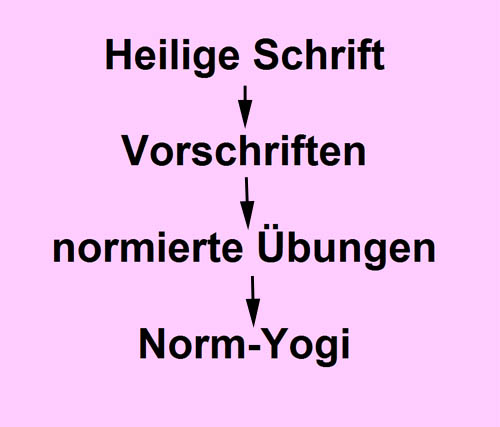 Heilige Schrift
Vorschriften
normierte Übungen
Norm-Yogi